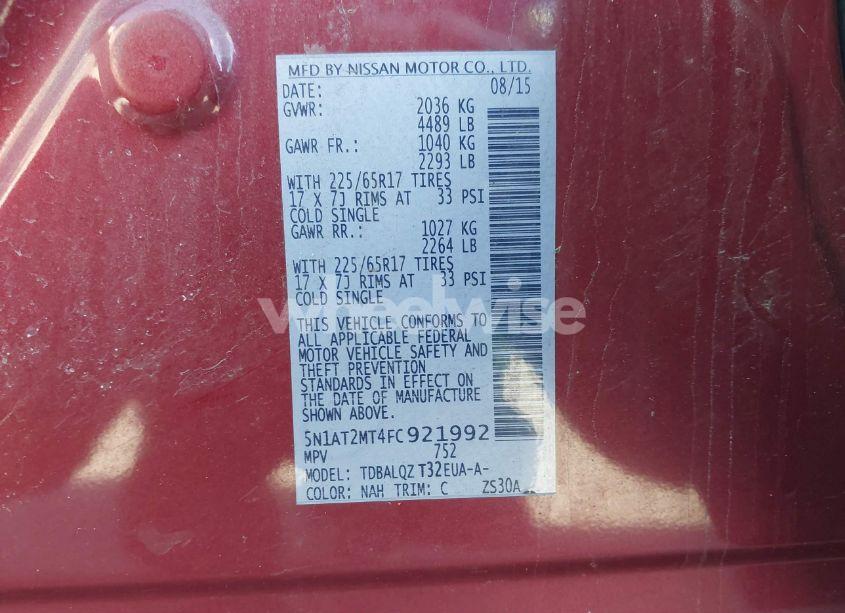 MFD BY NISSAN MOTOR CO., LTD.
DATE: 08/15
GVWR: 2036 KG
4489 LB
GAWR FR.: 1040 KG
2293 LB
WITH 225/65R17 TIRES
17 X 7J RIMS AT 33 PSI
COLD SINGLE
GAWR RR.: 1027 KG
2264 LB
WITH 225/65R17 TIRES
17 X 7J RIMS AT 33 PSI
COLD SINGLE
wheelwise
THIS VEHICLE CONFORMS TO
ALL APPLICABLE FEDERAL
MOTOR VEHICLE SAFETY AND
THEFT PREVENTION
STANDARDS IN EFFECT ON
THE DATE OF MANUFACTURE
SHOWN ABOVE.
5N1AT2MT4FC921992
MPV 752
MODEL: TDBALQZ T32EUA-A-
COLOR: NAH TRIM: C ZS30A